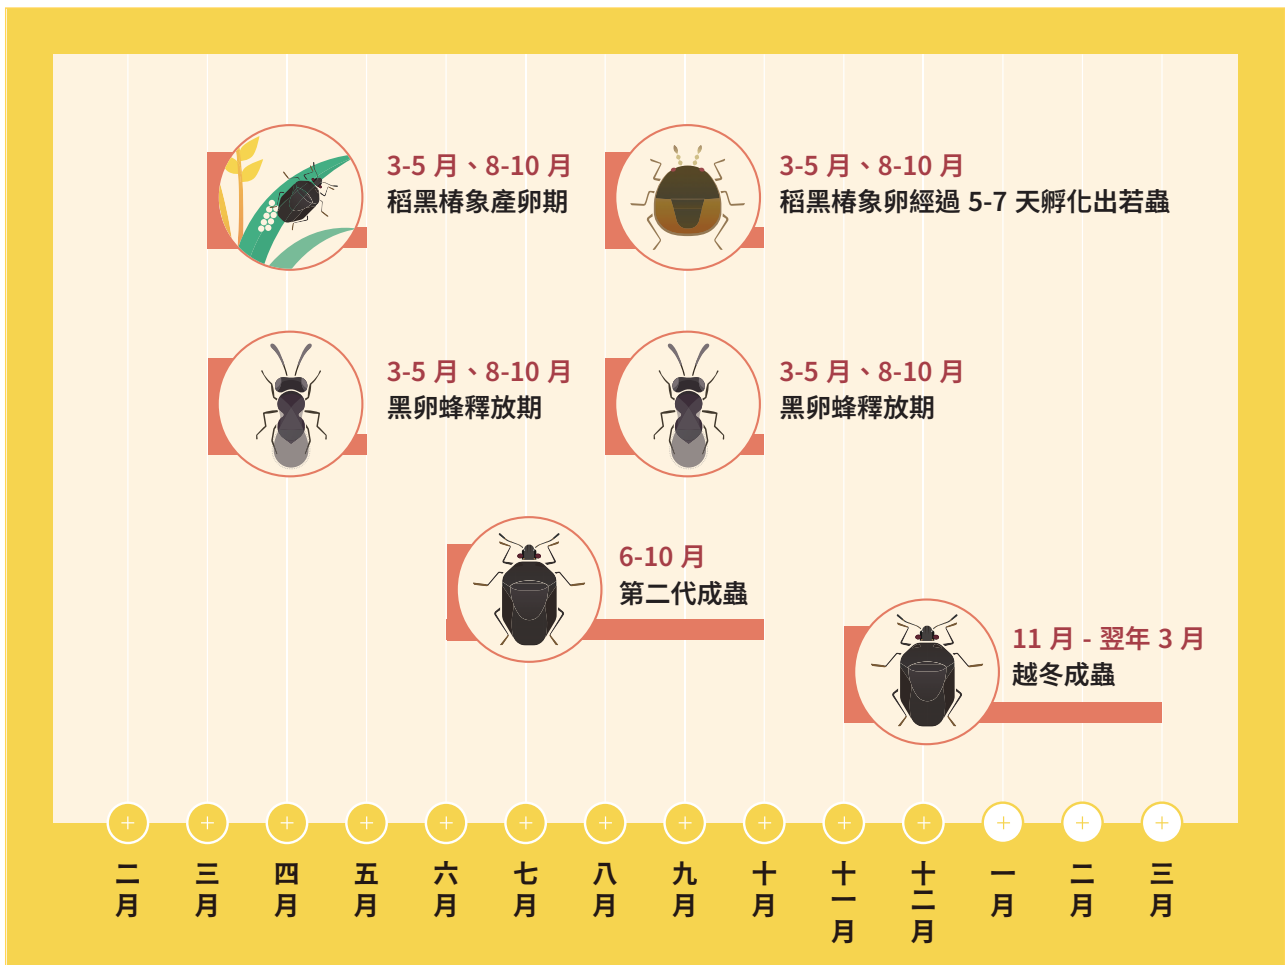 3-5 月、8-10 月
稻黑椿象產卵期
3-5 月、8-10 月
稻黑椿象卵經過 5-7 天孵化出若蟲
3-5 月、8-10 月
黑卵蜂釋放期
3-5 月、8-10 月
黑卵蜂釋放期
6-10 月
第二代成蟲
11 月 - 翌年 3 月
越冬成蟲
二月
三月
四月
五月
六月
七月
八月
九月
十月
十一月
十二月
一月
二月
三月